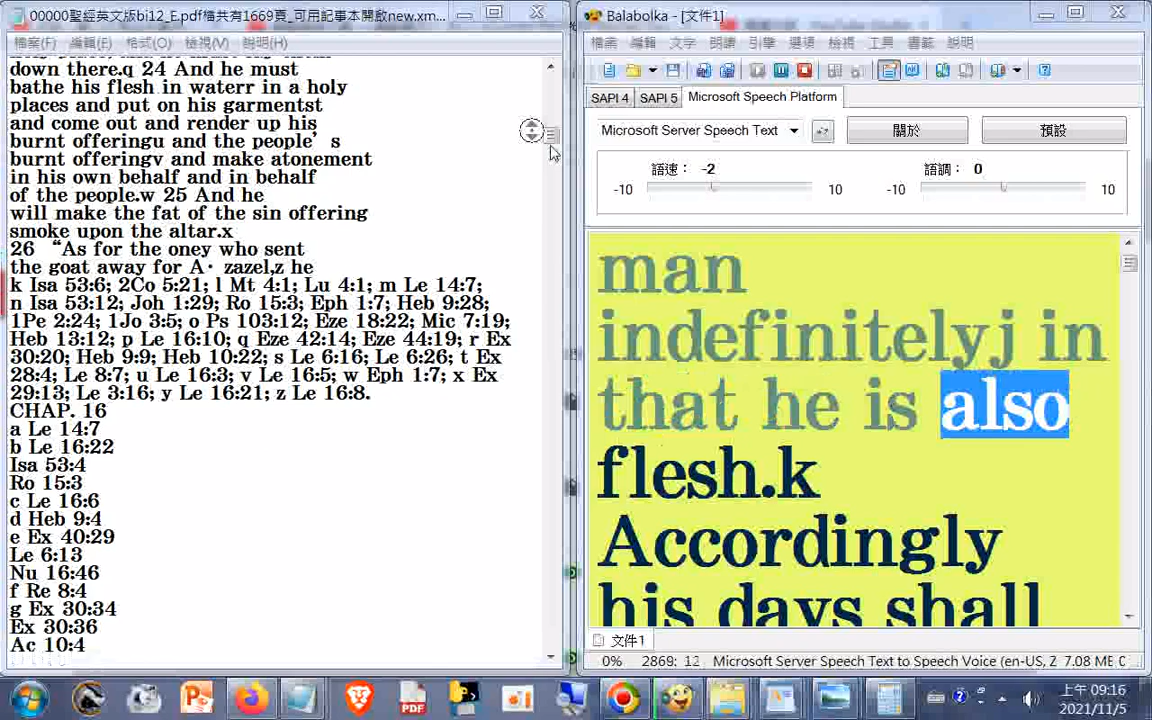 00000聖經英文版bi12_E.pdf檔共有1669頁_可用記事本開啟new.xm...
檔案(F) 編輯(E) 格式(O) 檢視(V) 說明(H)
down there.q 24 And he must
bathe his flesh in waterr in a holy
places and put on his garmentst
and come out and render up his
burnt offeringu and the people’s
burnt offeringv and make atonement
in his own behalf and in behalf
of the people.w 25 And he
will make the fat of the sin offering
smoke upon the altar.x
26 “As for the oney who sent
the goat away for A· zazel,z he
k Isa 53:6; 2Co 5:21; l Mt 4:1; Lu 4:1; m Le 14:7;
n Isa 53:12; Joh 1:29; Ro 15:3; Eph 1:7; Heb 9:28;
1Pe 2:24; 1Jo 3:5; o Ps 103:12; Eze 18:22; Mic 7:19;
Heb 13:12; p Le 16:10; q Eze 42:14; Eze 44:19; r Ex
30:20; Heb 9:9; Heb 10:22; s Le 6:16; Le 6:26; t Ex
28:4; Le 8:7; u Le 16:3; v Le 16:5; w Eph 1:7; x Ex
29:13; Le 3:16; y Le 16:21; z Le 16:8.
CHAP. 16
a Le 14:7
b Le 16:22
Isa 53:4
Ro 15:3
c Le 16:6
d Heb 9:4
e Ex 40:29
Le 6:13
Nu 16:46
f Re 8:4
g Ex 30:34
Ex 30:36
Ac 10:4
Balabolka - [文件1]
檔案 編輯 文字 朗讀 引擎 選項 檢視 工具 書籤 說明
SAPI 4 SAPI 5 Microsoft Speech Platform
Microsoft Server Speech Text 關於 預設
語速: -2 語調: 0
-10 10 -10 10
man
indefinitelyj in
that he is also
flesh.k
Accordingly
his days shall
文件1
0% 2869: 12 Microsoft Server Speech Text to Speech Voice (en-US, Z 7.08 ME
上午 09:16
2021/11/5